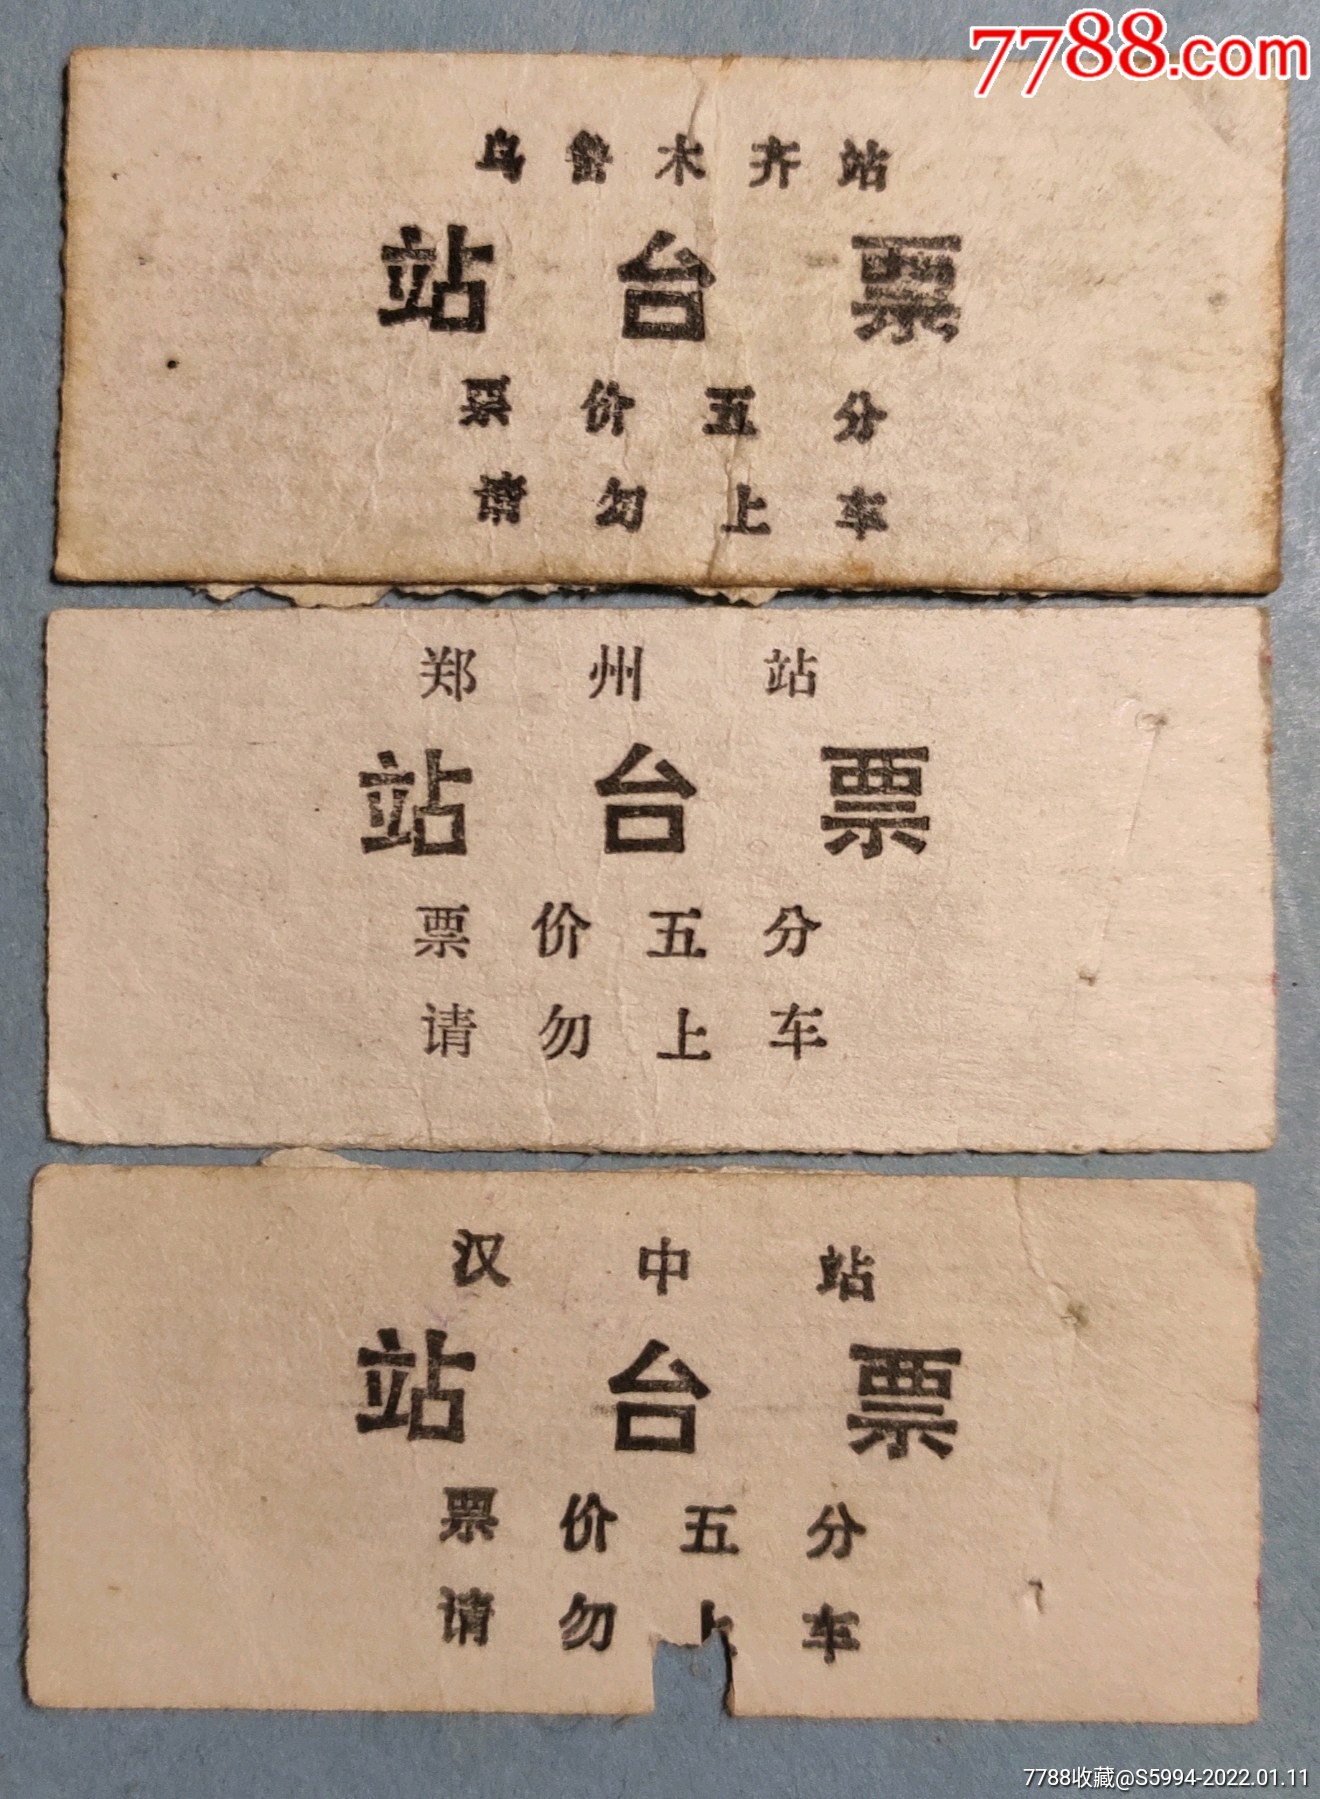 7788.com
乌鲁木齐站
站台票
票价五分
请勿上车
郑州站
站台票
票价五分
请勿上车
汉中站
站台票
票价五分
请勿上车
7788收藏@S5994-2022.01.11